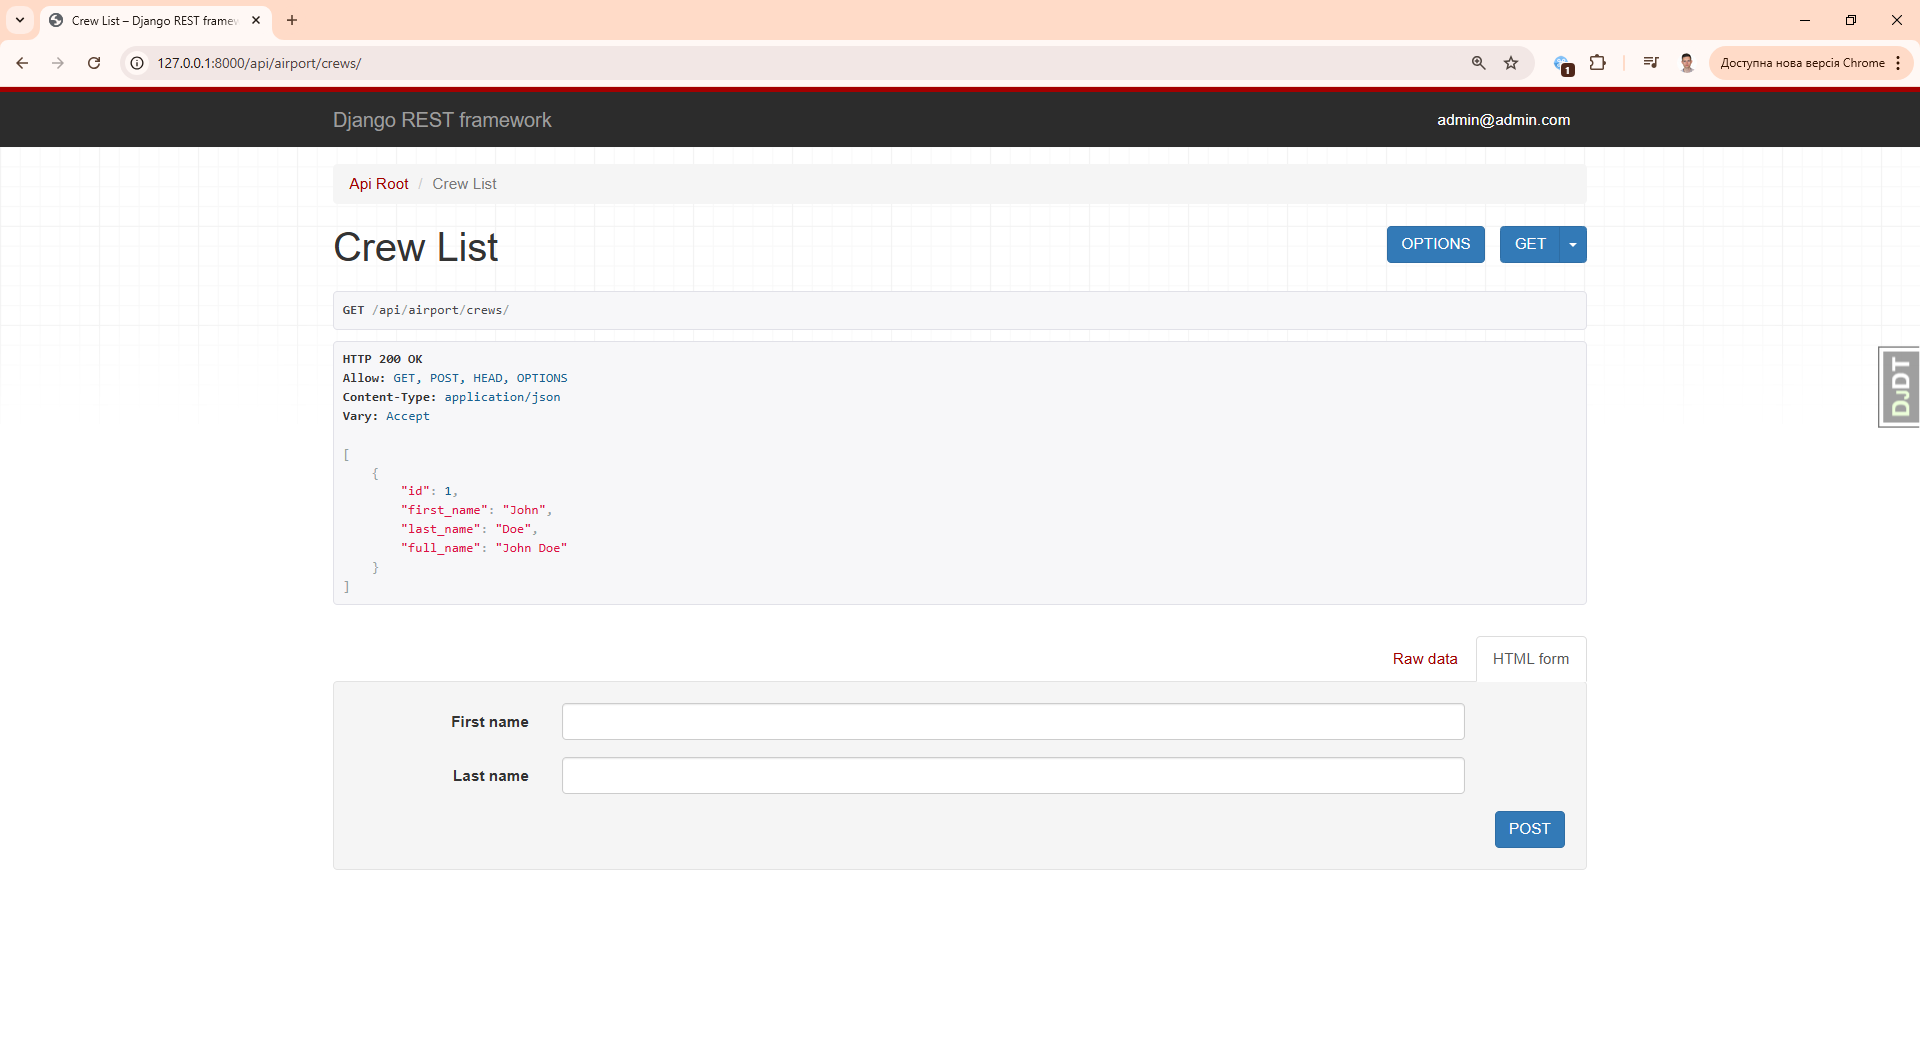 Crew List – Django REST framew
127.0.0.1:8000/api/airport/crews/
1
Доступна нова версія Chrome
Django REST framework
admin@admin.com
Api Root / Crew List
Crew List
OPTIONS
GET
GET /api/airport/crews/
HTTP 200 OK
Allow: GET, POST, HEAD, OPTIONS
Content-Type: application/json
Vary: Accept
[
    {
        "id": 1,
        "first_name": "John",
        "last_name": "Doe",
        "full_name": "John Doe"
    }
]
DJDT
Raw data
HTML form
First name
Last name
POST